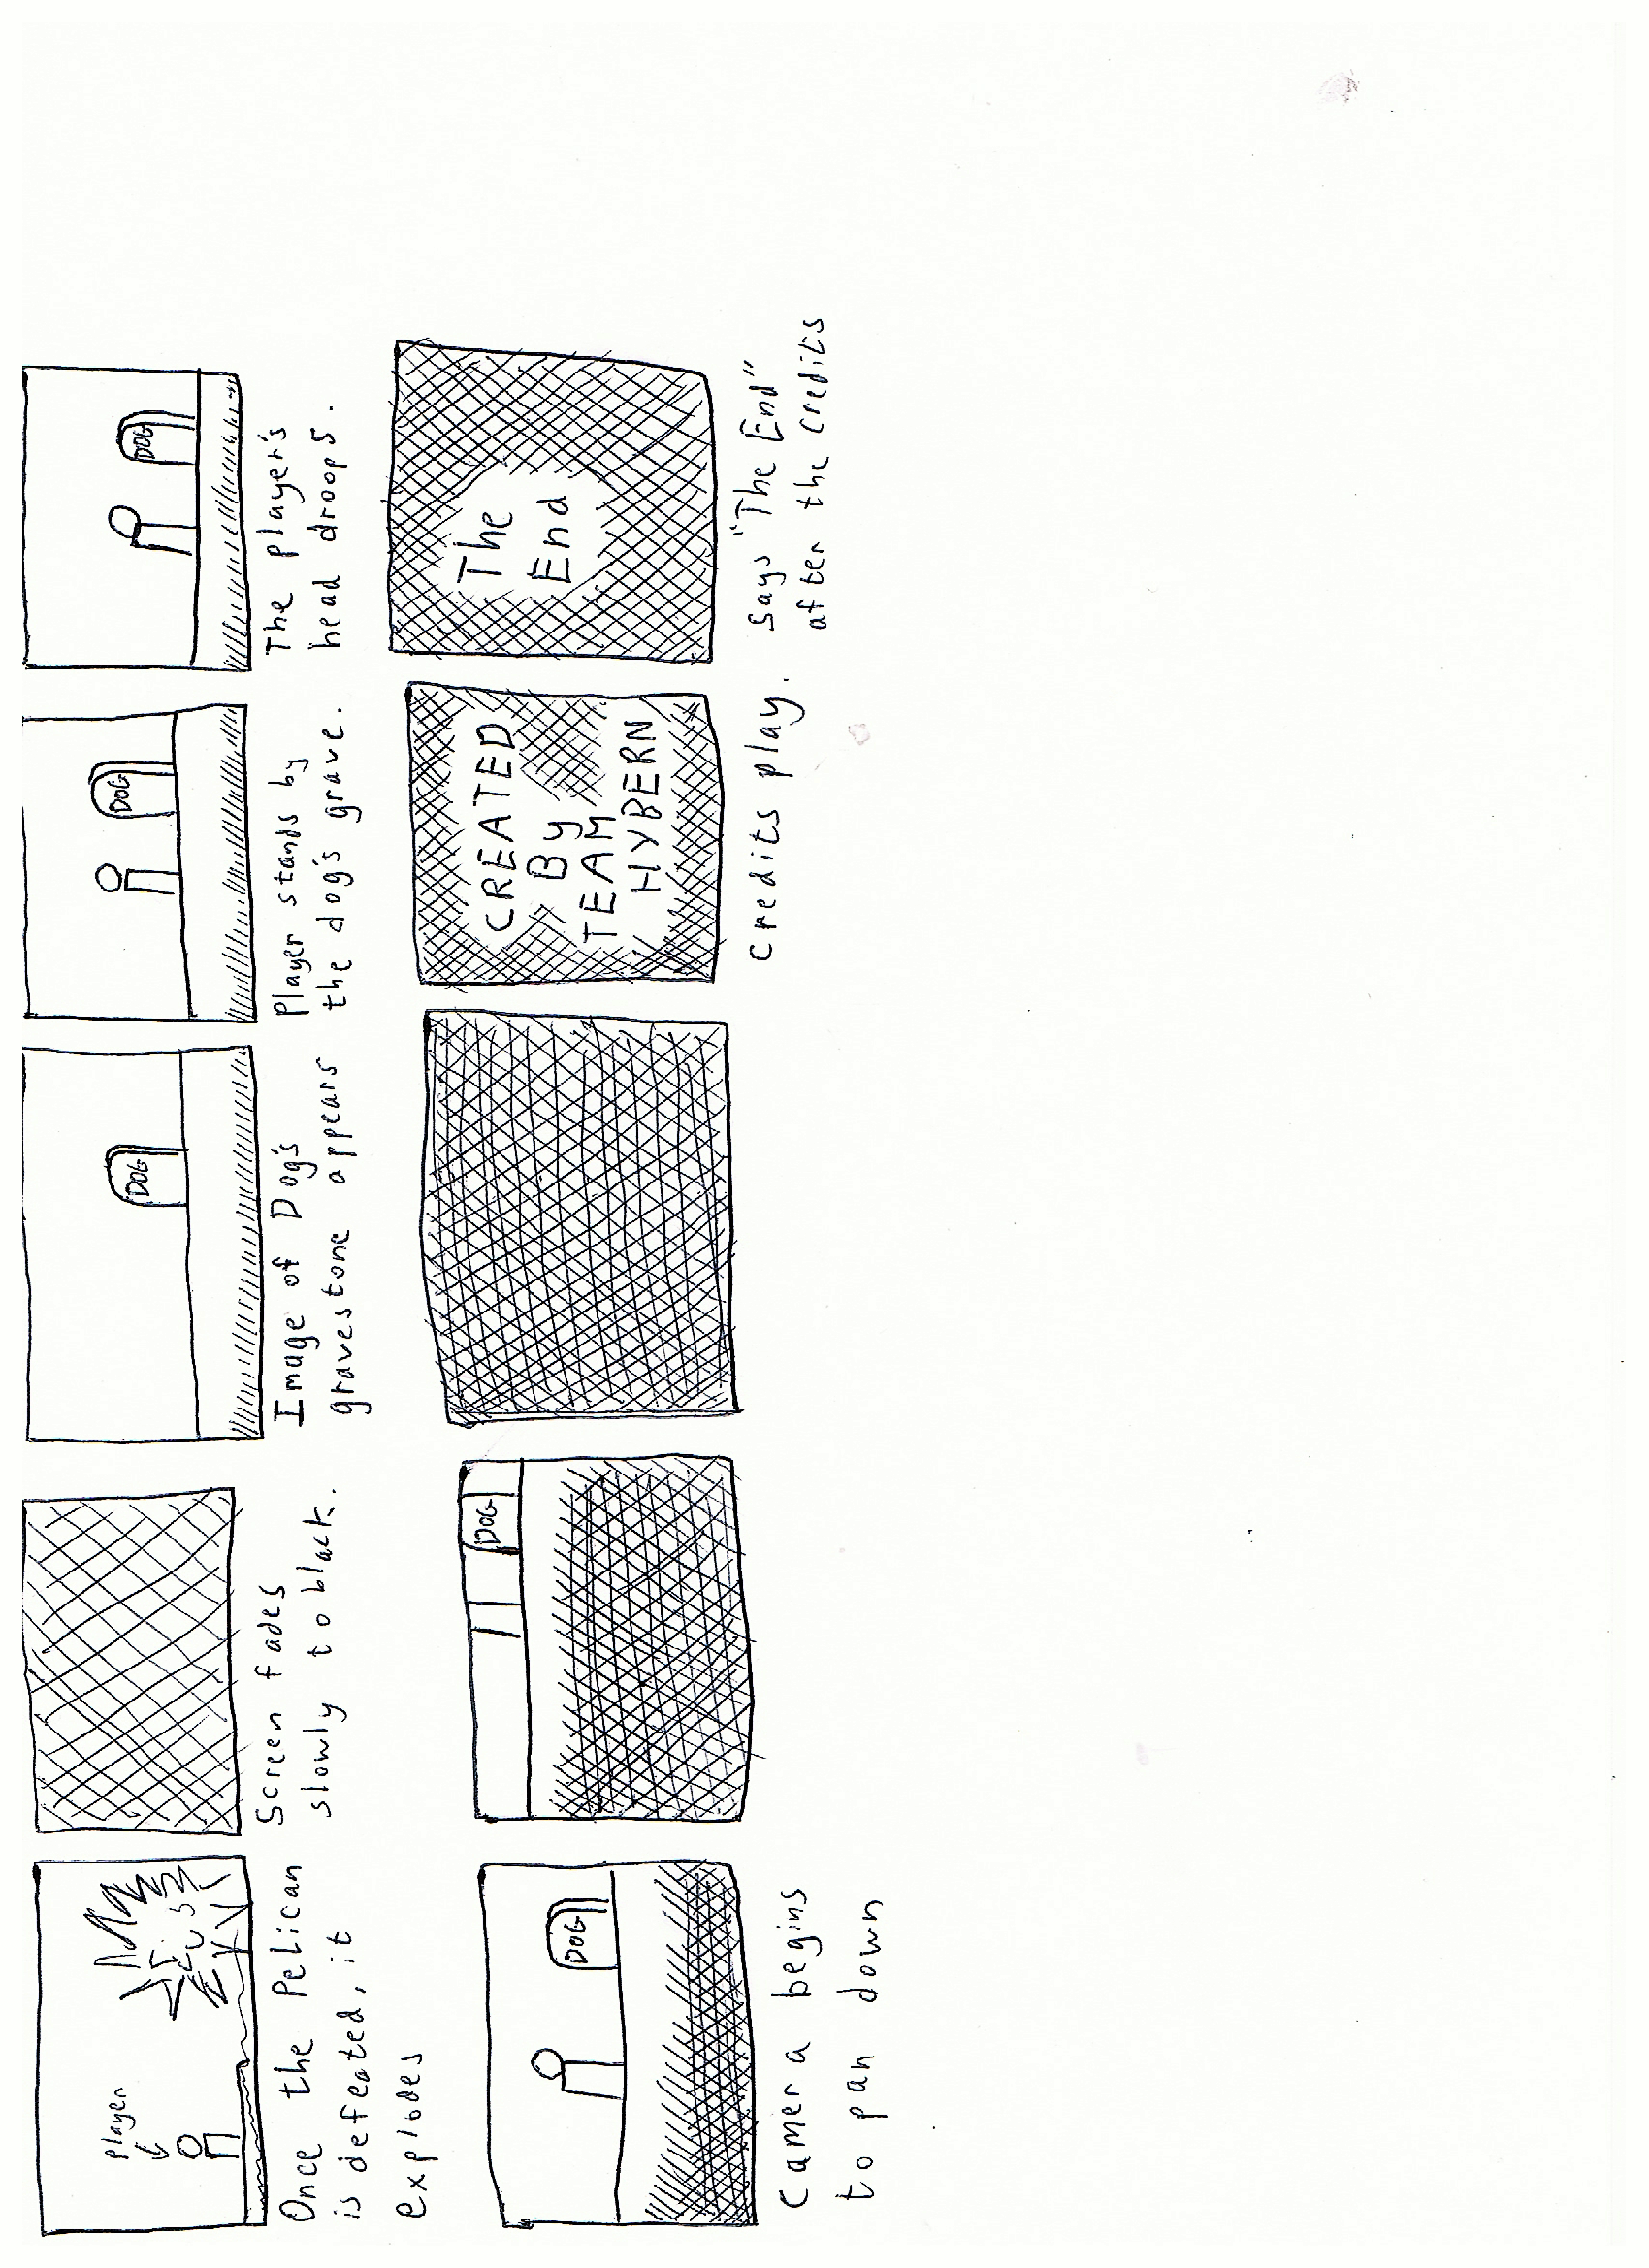 Player
Once the Pelican
is defeated, it
explodes
Screen fades
slowly to black.
DOG
Image of Dog's
gravestone appears
DOG
Player stands by
the dog's grave.
DOG
The player's
head droops.
DOG
Camera begins
to pan down
DOG
CREATED
By
TEAM
HYBERN
Credits play.
The
End
Says "The End"
after the credits